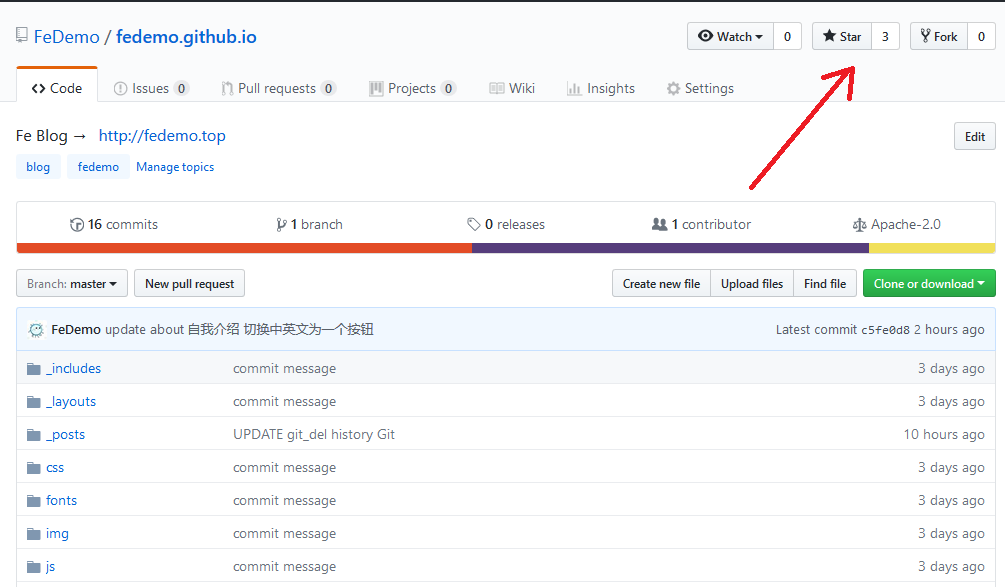 FeDemo / fedemo.github.io Watch 0 Star 3 Fork 0
Code Issues 0 Pull requests 0 Projects 0 Wiki Insights Settings
Fe Blog → http://fedemo.top Edit
blog fedemo Manage topics
16 commits 1 branch 0 releases 1 contributor Apache-2.0
Branch: master New pull request Create new file Upload files Find file Clone or download
FeDemo update about 自我介绍 切换中英文为一个按钮 Latest commit c5fe0d8 2 hours ago
_includes commit message 3 days ago
_layouts commit message 3 days ago
_posts UPDATE git_del history Git 10 hours ago
css commit message 3 days ago
fonts commit message 3 days ago
img commit message 3 days ago
js commit message 3 days ago